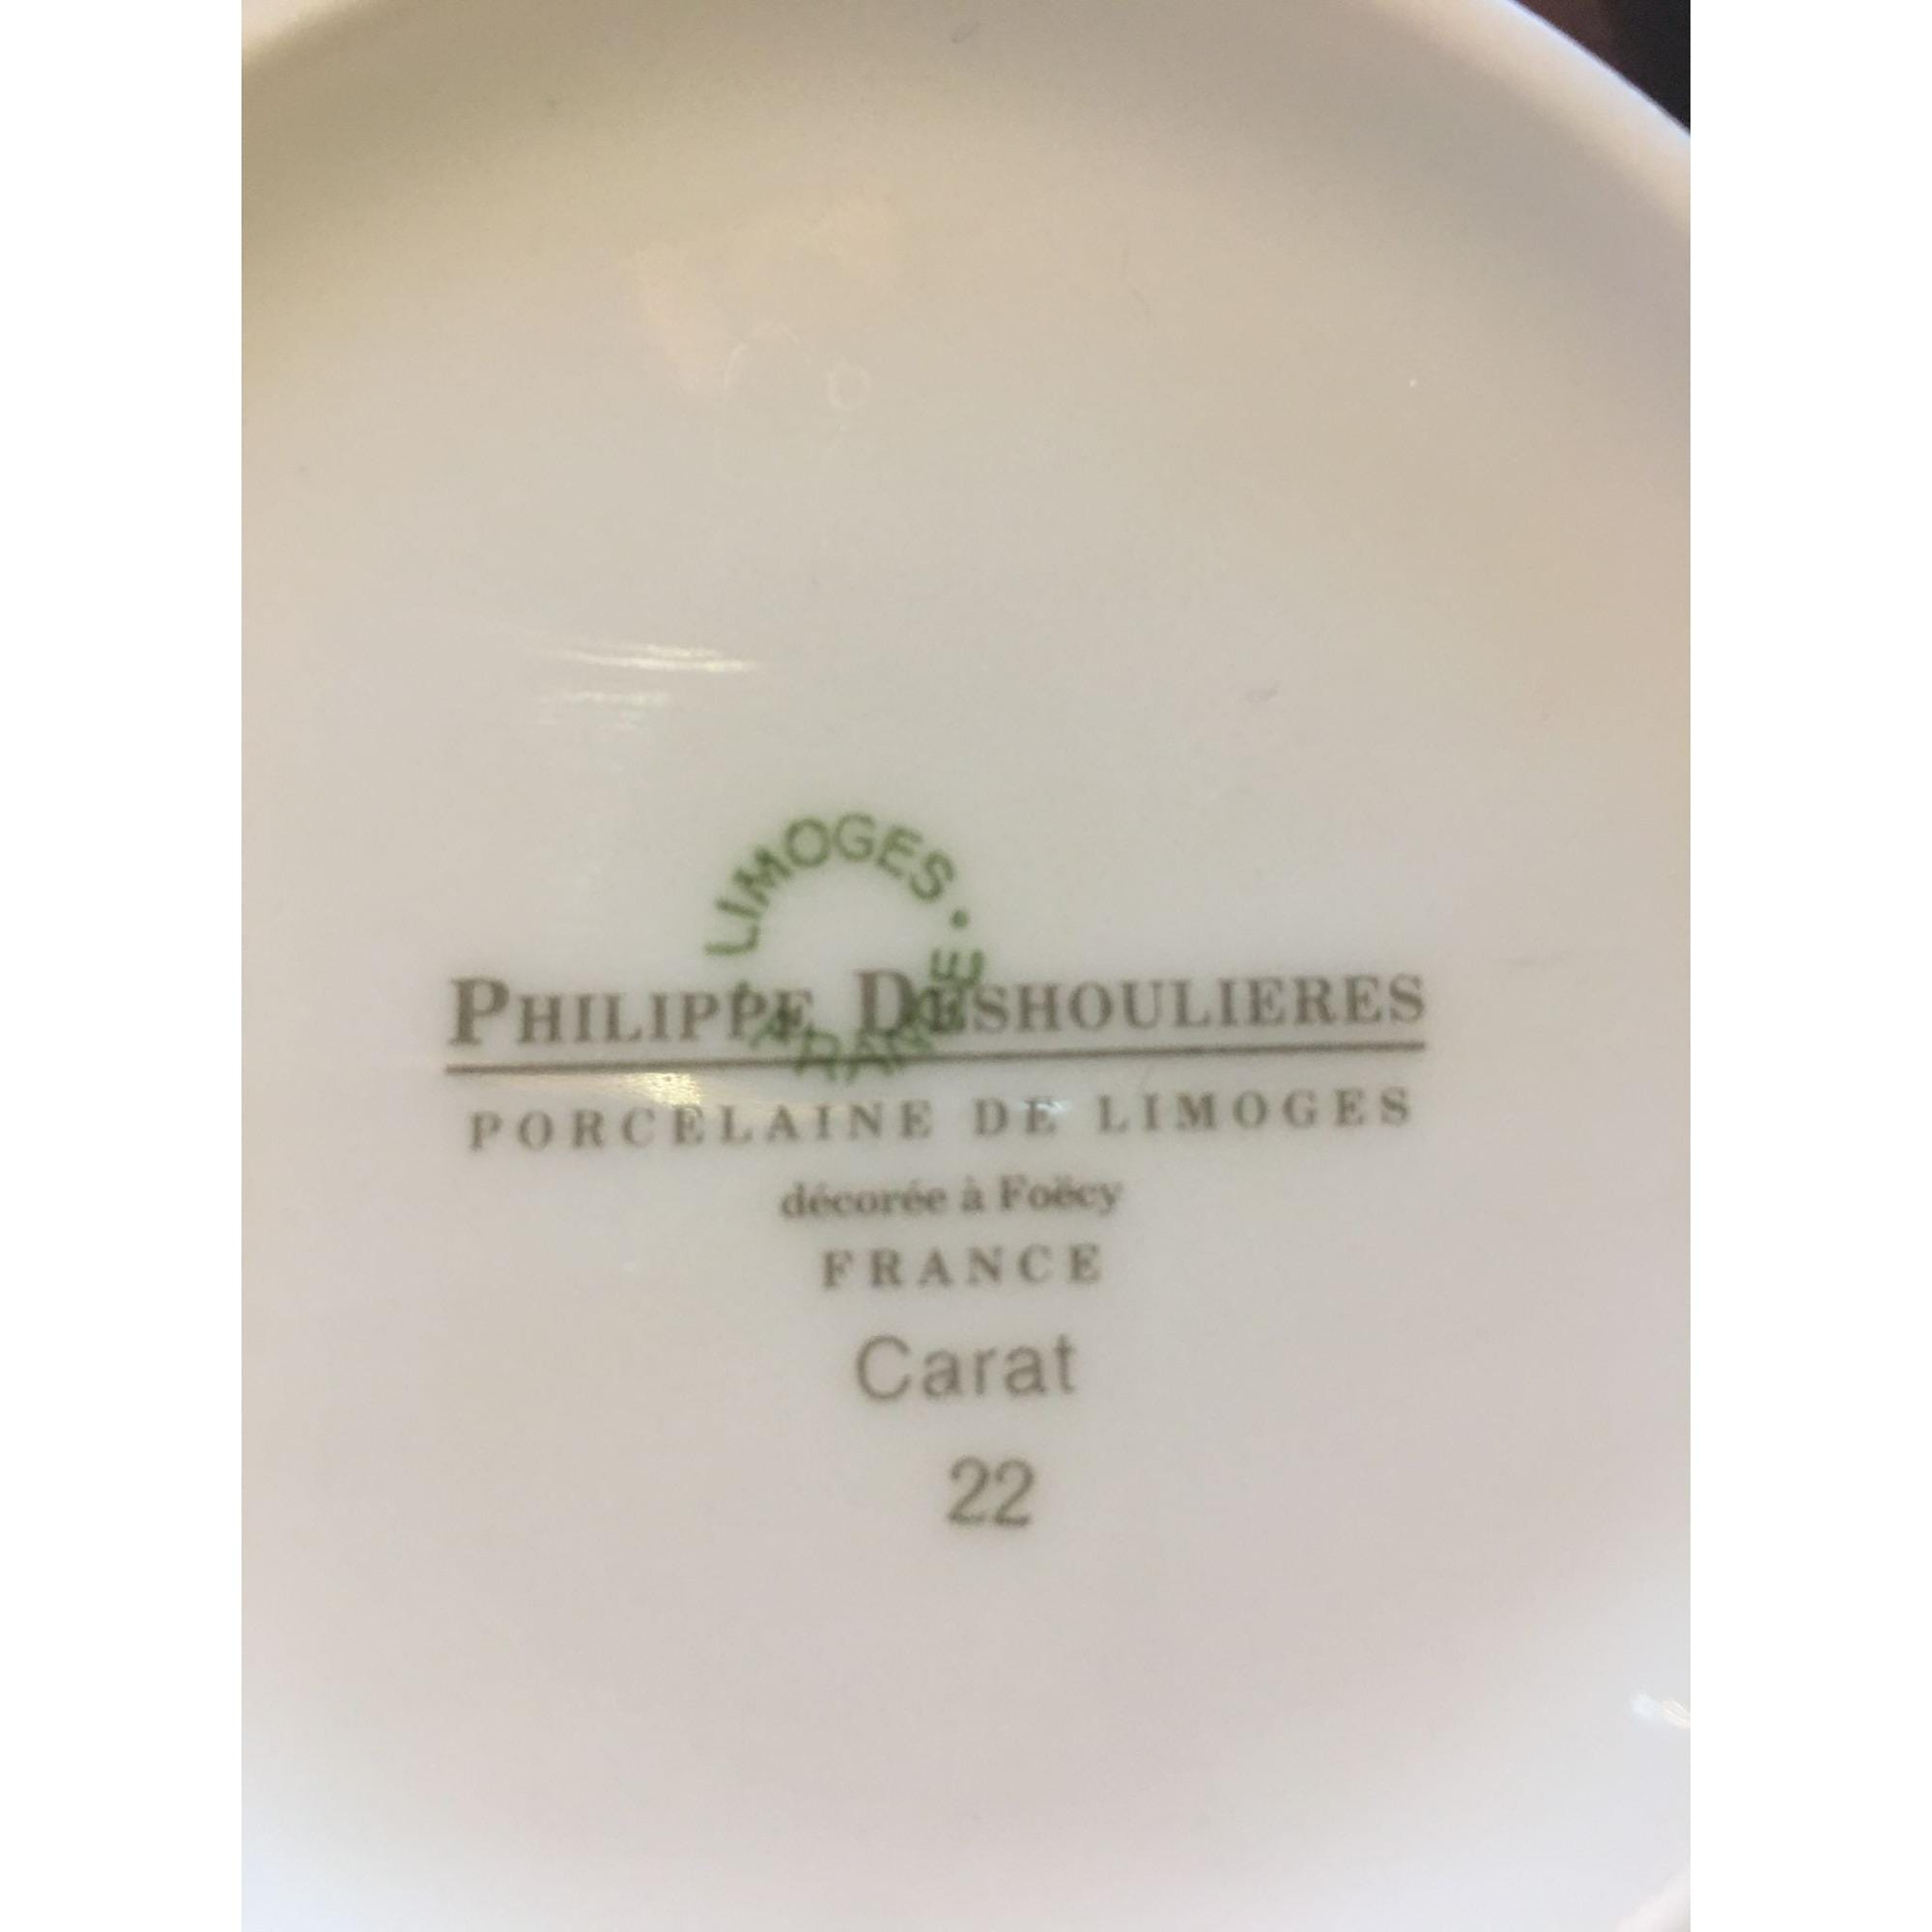 LIMOGES • FRANCE •
PHILIPPE DESHOULIERES
PORCELAINE DE LIMOGES
décorée à Foëcy
FRANCE
Carat
22